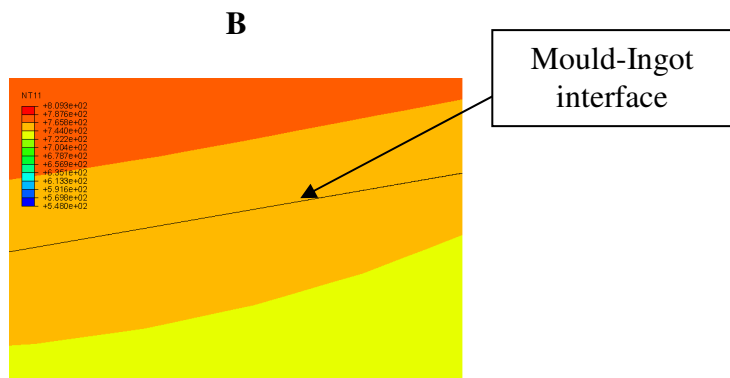 B
Mould-Ingot
interface
NT11
+8.093e+02
+7.876e+02
+7.658e+02
+7.440e+02
+7.222e+02
+7.004e+02
+6.787e+02
+6.569e+02
+6.351e+02
+6.133e+02
+5.916e+02
+5.698e+02
+5.480e+02